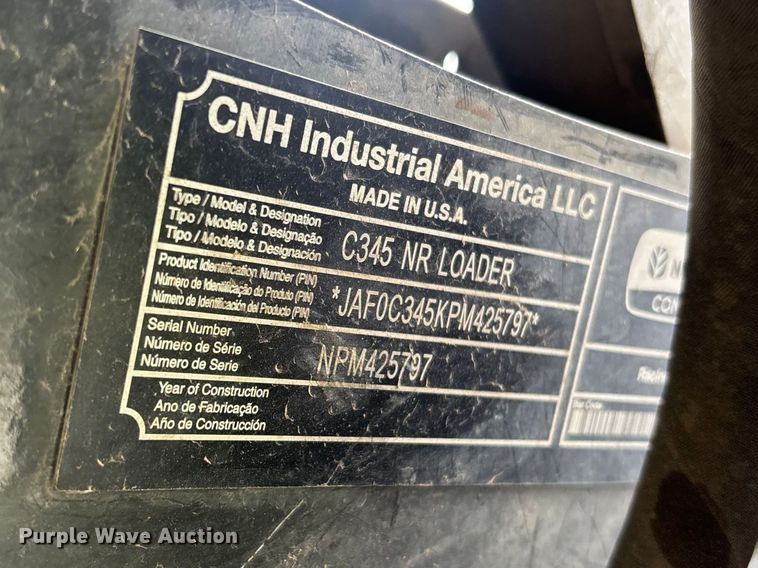 CNH Industrial America LLC
MADE IN U.S.A.
Type / Model & Designation
Tipo / Modelo & Designação
Tipo / Modelo & Designación
C345 NR LOADER
Product Identification Number (PIN)
Número de Identificação do Produto (PIN)
Número de Identificación del Producto (PIN)
*JAF0C345KPM425797*
Serial Number
Número de Série
Número de Serie
NPM425797
Year of Construction
Ano de Fabricação
Año de Construcción
Bar Code
Purple Wave Auction